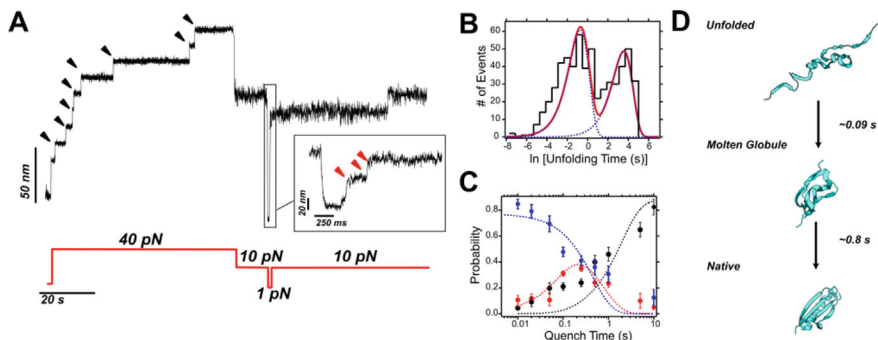 A
50 nm
40 pN
10 pN
10 pN
1 pN
20 s
20 nm
250 ms
B
# of Events
60
50
40
30
20
10
0
-8 -6 -4 -2 0 2 4 6 8
ln [Unfolding Time (s)]
C
Probability
0.8
0.6
0.4
0.2
0.0
0.01 0.1 1 10
Quench Time (s)
D
Unfolded
~0.09 s
Molten Globule
~0.8 s
Native